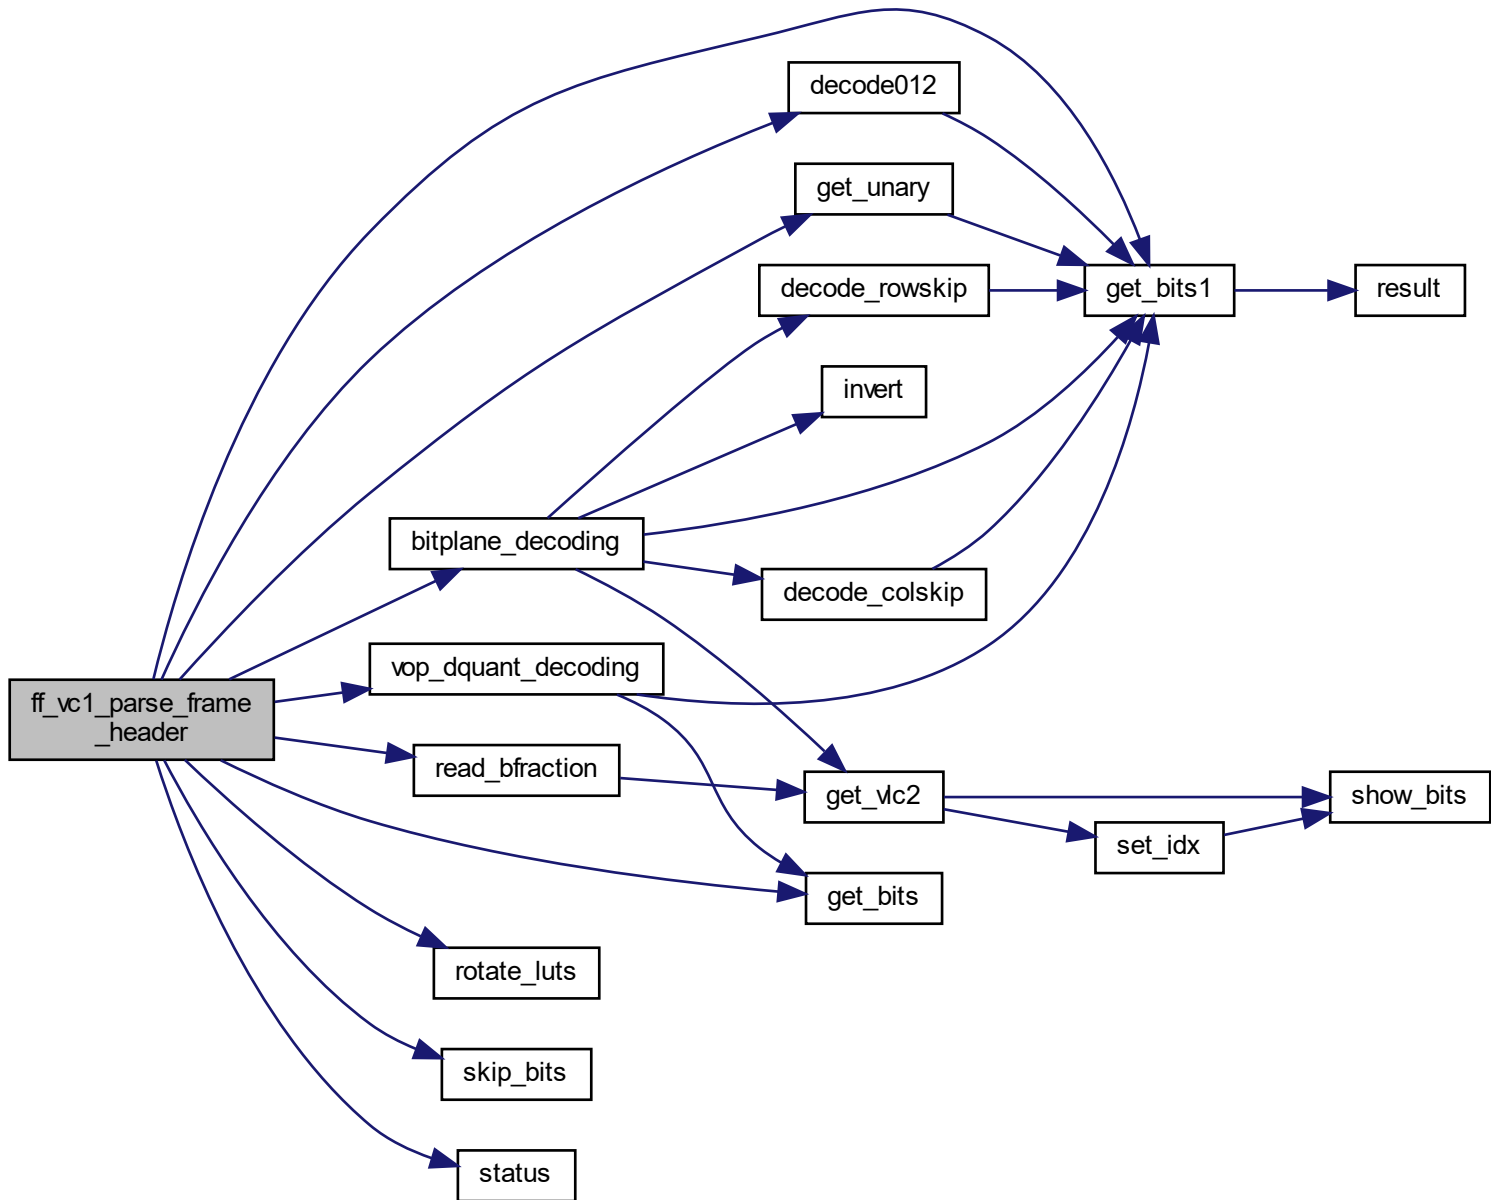 decode012
get_unary
decode_rowskip
get_bits1
result
invert
bitplane_decoding
decode_colskip
vop_dquant_decoding
ff_vc1_parse_frame
_header
read_bfraction
get_vlc2
show_bits
set_idx
get_bits
rotate_luts
skip_bits
status